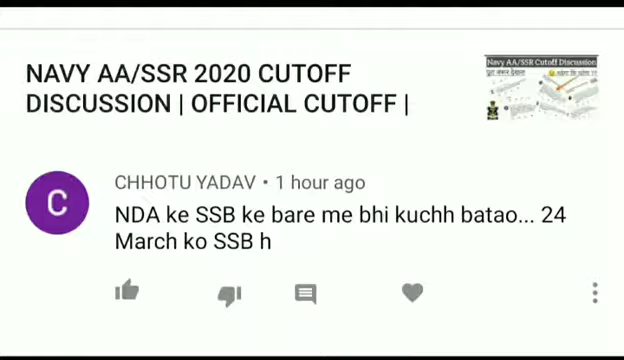 NAVY AA/SSR 2020 CUTOFF
DISCUSSION | OFFICIAL CUTOFF |
Navy AA/SSR Cutoff Discussion
C
CHHOTU YADAV • 1 hour ago
NDA ke SSB ke bare me bhi kuchh batao... 24
March ko SSB h